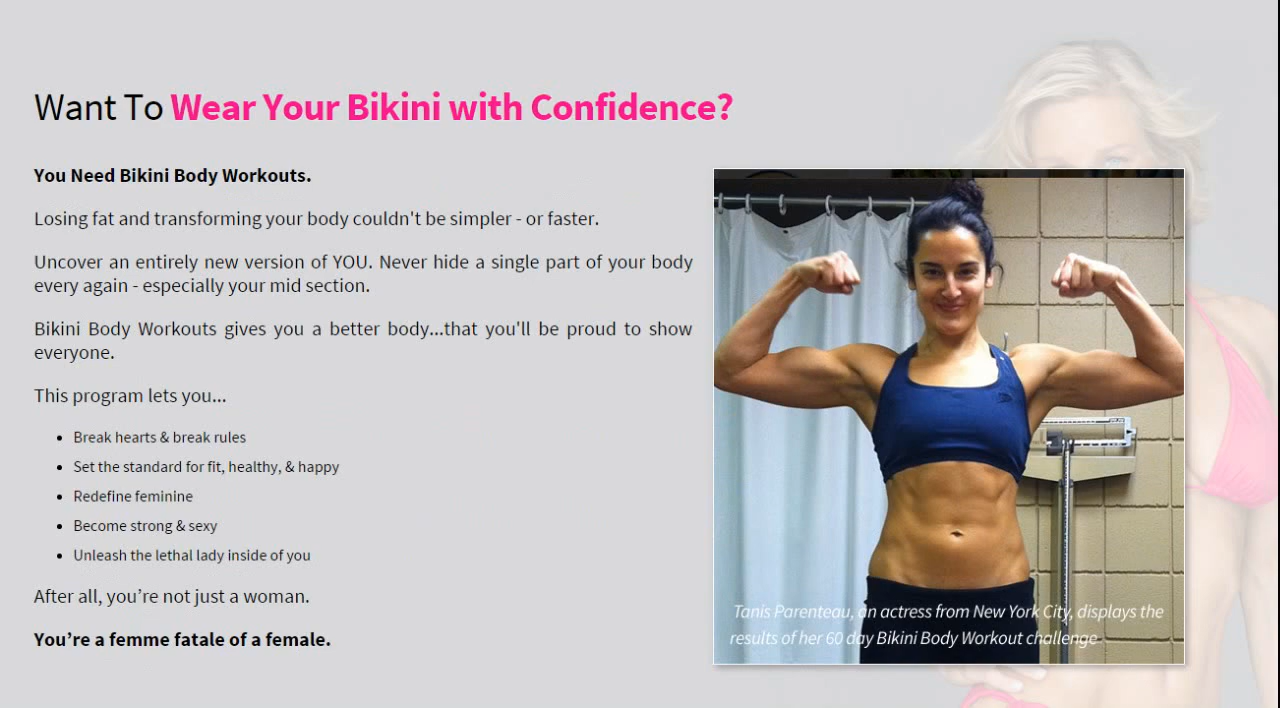 Want To Wear Your Bikini with Confidence?
You Need Bikini Body Workouts.
Losing fat and transforming your body couldn't be simpler - or faster.
Uncover an entirely new version of YOU. Never hide a single part of your body
every again - especially your mid section.
Bikini Body Workouts gives you a better body...that you'll be proud to show
everyone.
This program lets you...
• Break hearts & break rules
• Set the standard for fit, healthy, & happy
• Redefine feminine
• Become strong & sexy
• Unleash the lethal lady inside of you
After all, you’re not just a woman.
You’re a femme fatale of a female.
Tanis Parenteau, an actress from New York City, displays the
results of her 60 day Bikini Body Workout challenge